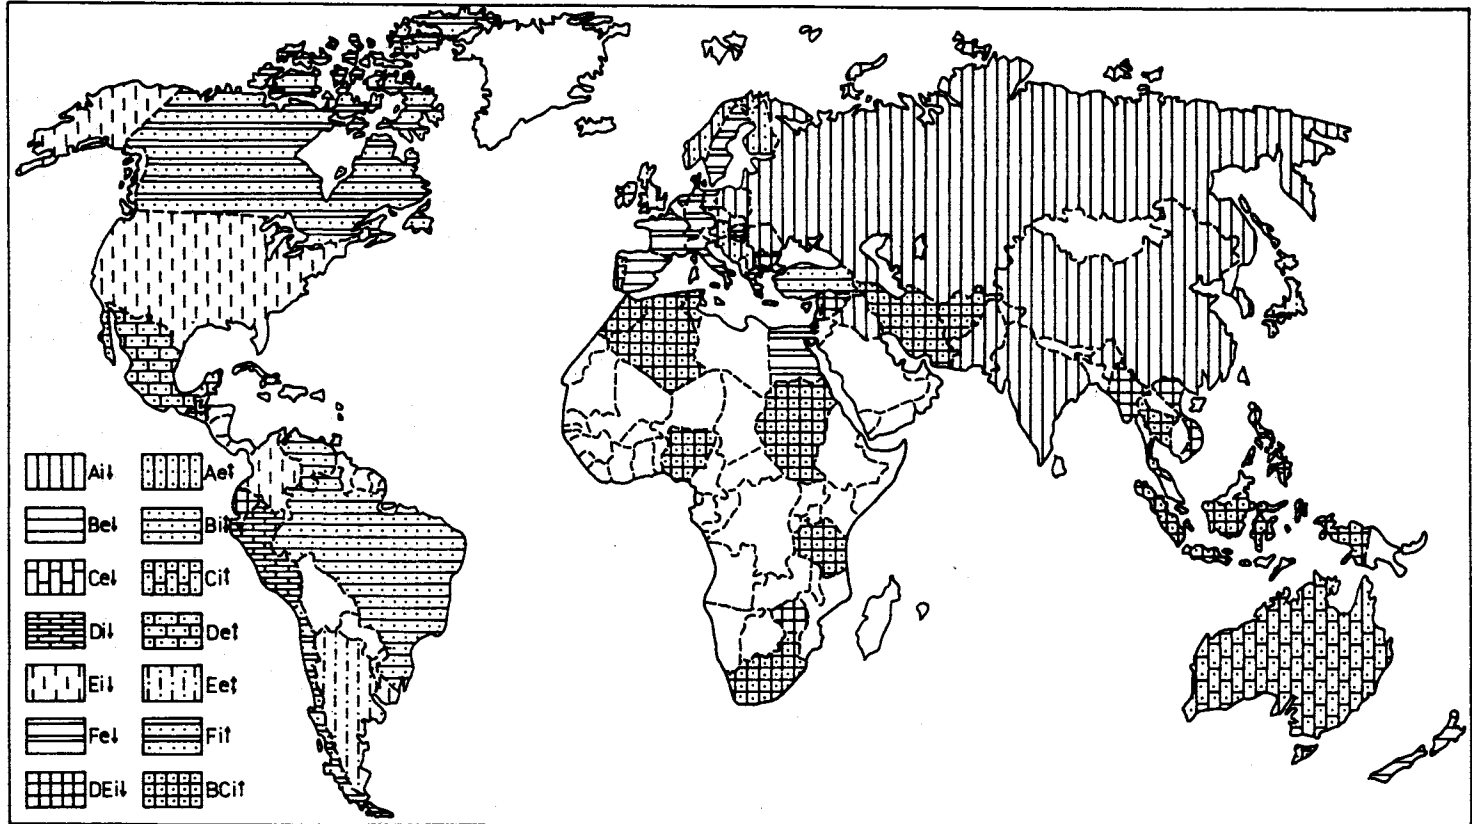 Ai↓ Ae↕
Be↓ Bi↕
Ce↓ Ci↑
Di↓ De↑
Ei↓ Ee↕
Fe↓ Fi↑
DEi↓ BCi↑